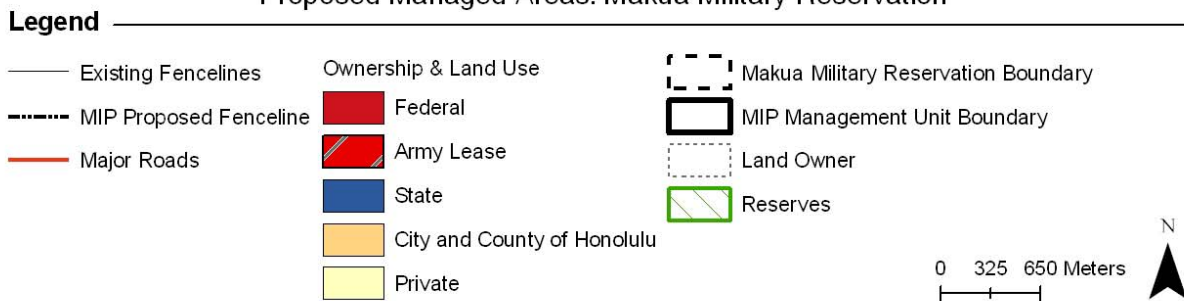 Proposed Managed Areas: Makua Military Reservation
Legend
Existing Fencelines
MIP Proposed Fenceline
Major Roads
Ownership & Land Use
Federal
Army Lease
State
City and County of Honolulu
Private
Makua Military Reservation Boundary
MIP Management Unit Boundary
Land Owner
Reserves
N
0 325 650 Meters